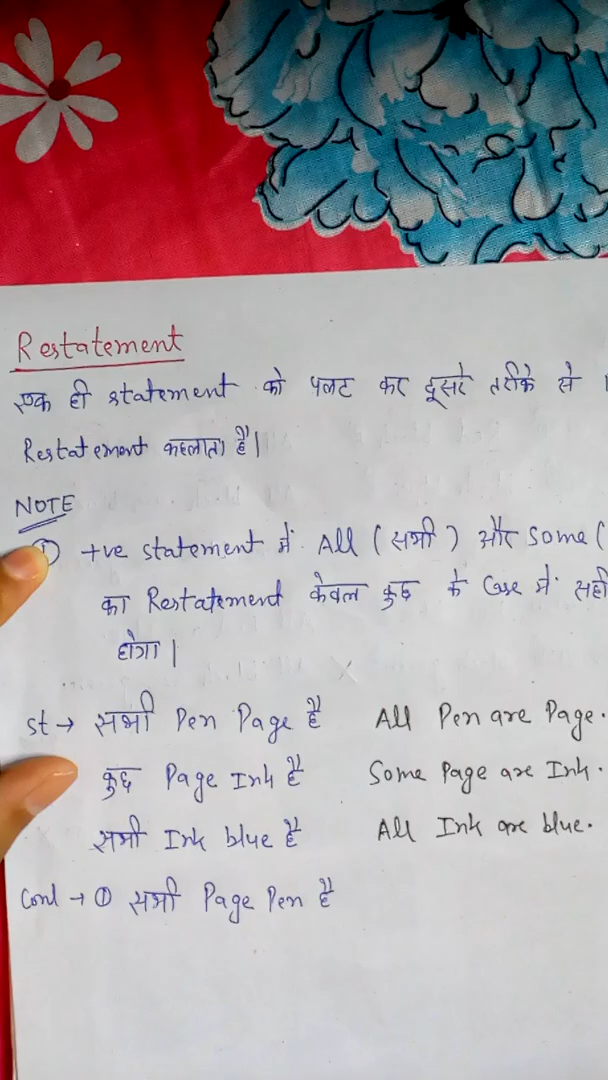 Restatement
एक ही statement को पलट कर दूसरे तरीके से
Restatement कहलाता है।
NOTE
① +ve statement में All (सभी) और Some (
का Restatement केवल कुछ के Case में सही
होगा।
st → सभी Pen Page है All Pen are Page.
कुछ Page Ink है Some Page are Ink.
सभी Ink blue है All Ink are blue.
Conl → ① सभी Page Pen है